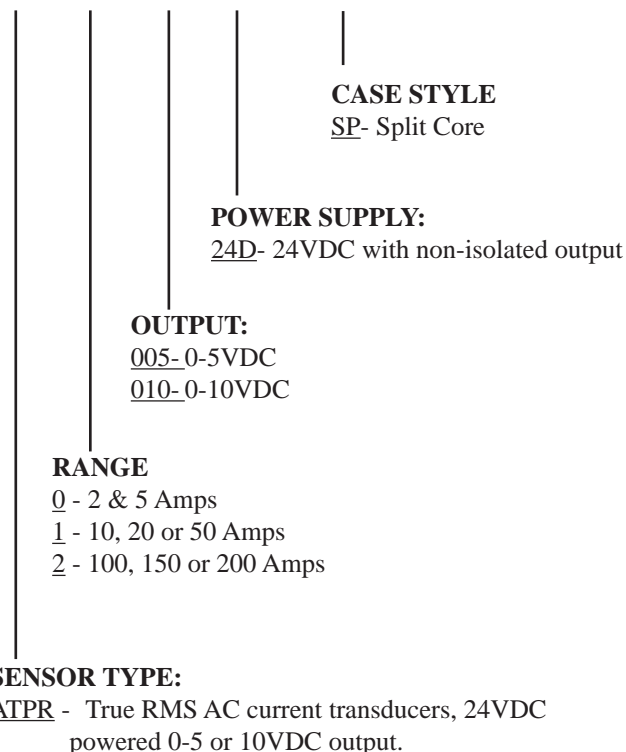 CASE STYLE
SP- Split Core
POWER SUPPLY:
24D- 24VDC with non-isolated output
OUTPUT:
005- 0-5VDC
010- 0-10VDC
RANGE
0 - 2 & 5 Amps
1 - 10, 20 or 50 Amps
2 - 100, 150 or 200 Amps
SENSOR TYPE:
ATPR - True RMS AC current transducers, 24VDC
powered 0-5 or 10VDC output.